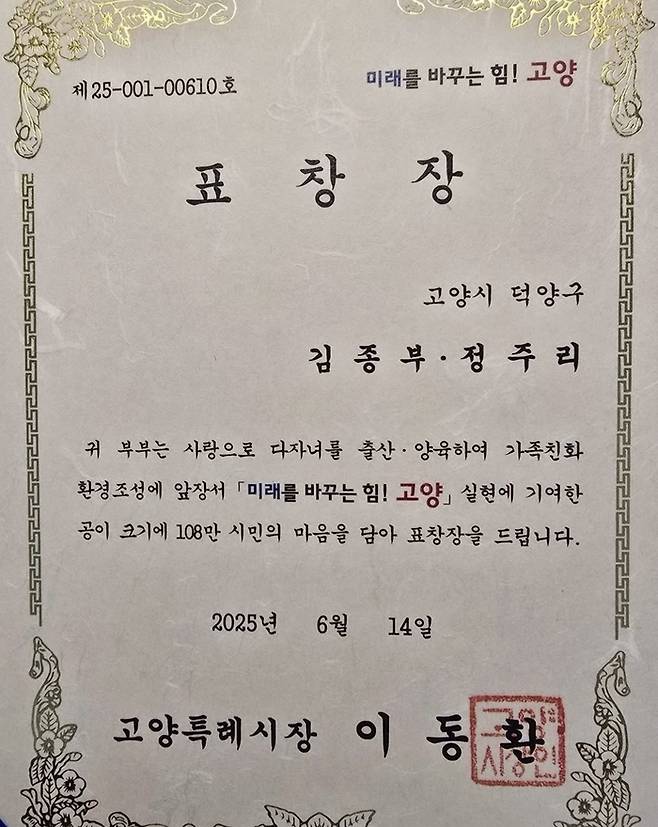 제25-001-00610호
미래를 바꾸는 힘! 고양
표 창 장
고양시 덕양구
김 종 부 · 정 주 리
귀 부부는 사랑으로 다자녀를 출산 · 양육하여 가족친화
환경조성에 앞장서 「미래를 바꾸는 힘! 고양」 실현에 기여한
공이 크기에 108만 시민의 마음을 담아 표창장을 드립니다.
2025년 6월 14일
고양특례시장 이 동 환
고양
시장인